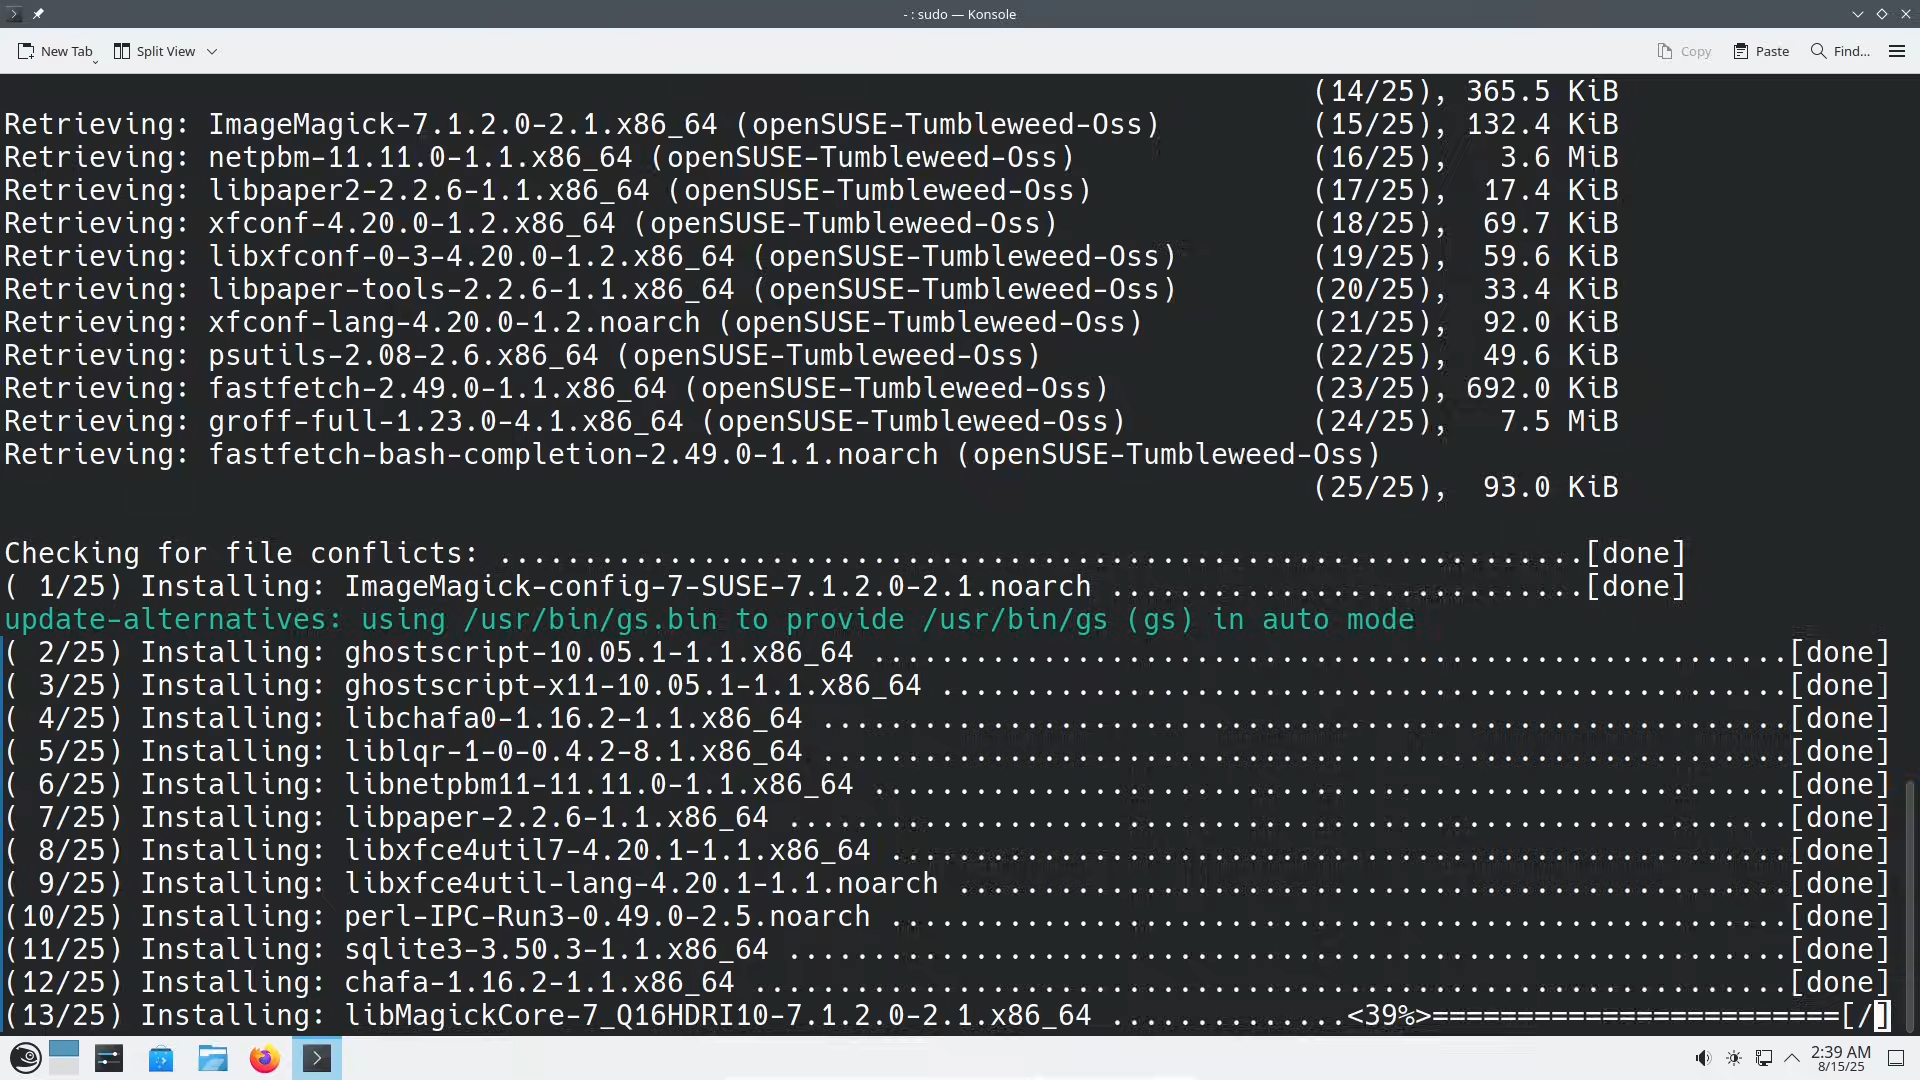 - : sudo — Konsole
New Tab
Split View
Copy
Paste
Find...
(14/25), 365.5 KiB
Retrieving: ImageMagick-7.1.2.0-2.1.x86_64 (openSUSE-Tumbleweed-Oss) (15/25), 132.4 KiB
Retrieving: netpbm-11.11.0-1.1.x86_64 (openSUSE-Tumbleweed-Oss) (16/25), 3.6 MiB
Retrieving: libpaper2-2.2.6-1.1.x86_64 (openSUSE-Tumbleweed-Oss) (17/25), 17.4 KiB
Retrieving: xfconf-4.20.0-1.2.x86_64 (openSUSE-Tumbleweed-Oss) (18/25), 69.7 KiB
Retrieving: libxfconf-0-3-4.20.0-1.2.x86_64 (openSUSE-Tumbleweed-Oss) (19/25), 59.6 KiB
Retrieving: libpaper-tools-2.2.6-1.1.x86_64 (openSUSE-Tumbleweed-Oss) (20/25), 33.4 KiB
Retrieving: xfconf-lang-4.20.0-1.2.noarch (openSUSE-Tumbleweed-Oss) (21/25), 92.0 KiB
Retrieving: psutils-2.08-2.6.x86_64 (openSUSE-Tumbleweed-Oss) (22/25), 49.6 KiB
Retrieving: fastfetch-2.49.0-1.1.x86_64 (openSUSE-Tumbleweed-Oss) (23/25), 692.0 KiB
Retrieving: groff-full-1.23.0-4.1.x86_64 (openSUSE-Tumbleweed-Oss) (24/25), 7.5 MiB
Retrieving: fastfetch-bash-completion-2.49.0-1.1.noarch (openSUSE-Tumbleweed-Oss)
(25/25), 93.0 KiB
Checking for file conflicts: ................................................................[done]
( 1/25) Installing: ImageMagick-config-7-SUSE-7.1.2.0-2.1.noarch ............................[done]
update-alternatives: using /usr/bin/gs.bin to provide /usr/bin/gs (gs) in auto mode
( 2/25) Installing: ghostscript-10.05.1-1.1.x86_64 ......................................................[done]
( 3/25) Installing: ghostscript-x11-10.05.1-1.1.x86_64 ..................................................[done]
( 4/25) Installing: libchafa0-1.16.2-1.1.x86_64 .........................................................[done]
( 5/25) Installing: liblqr-1-0-0.4.2-8.1.x86_64 .........................................................[done]
( 6/25) Installing: libnetpbm11-11.11.0-1.1.x86_64 ......................................................[done]
( 7/25) Installing: libpaper-2.2.6-1.1.x86_64 ...........................................................[done]
( 8/25) Installing: libxfce4util7-4.20.1-1.1.x86_64 .....................................................[done]
( 9/25) Installing: libxfce4util-lang-4.20.1-1.1.noarch .................................................[done]
(10/25) Installing: perl-IPC-Run3-0.49.0-2.5.noarch .....................................................[done]
(11/25) Installing: sqlite3-3.50.3-1.1.x86_64 ...........................................................[done]
(12/25) Installing: chafa-1.16.2-1.1.x86_64 .............................................................[done]
(13/25) Installing: libMagickCore-7_Q16HDRI10-7.1.2.0-2.1.x86_64 ..............<39%>========================[/]
2:39 AM
8/15/25